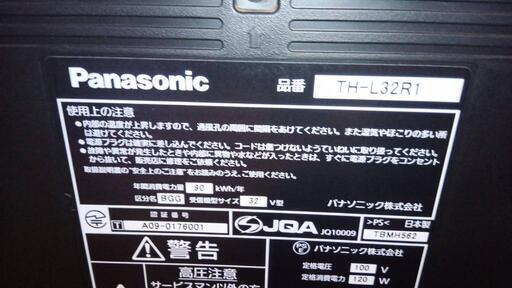 Panasonic 品番 TH-L32R1
使用上の注意
●内部の温度が上昇しますので、通風孔の周囲に間隔をあけてください。また湿気やほこりの多い所
は避けてください。
●電源プラグは確実に差し込んでください。コードは傷つけないようていねいに取り扱ってください。
●故障や異常が発生したときや内部に異物や水などが入ったときは、すぐに電源プラグをコンセント
から抜いて、販売店に修理をご依頼ください。
取扱説明書の"安全上のご注意"をよくお読みください。
年間消費電力量 90 kWh/年
区分名 BGG 受信機型サイズ 32 V型
認証番号
A09-0176001
JQA JQ10009
パナソニック株式会社
>PS< 日本製
TBMH562
警告
高圧注意
サービスマン以外の方
PS E パナソニック株式会社
定格電圧 100 V
定格消費電力 120 W